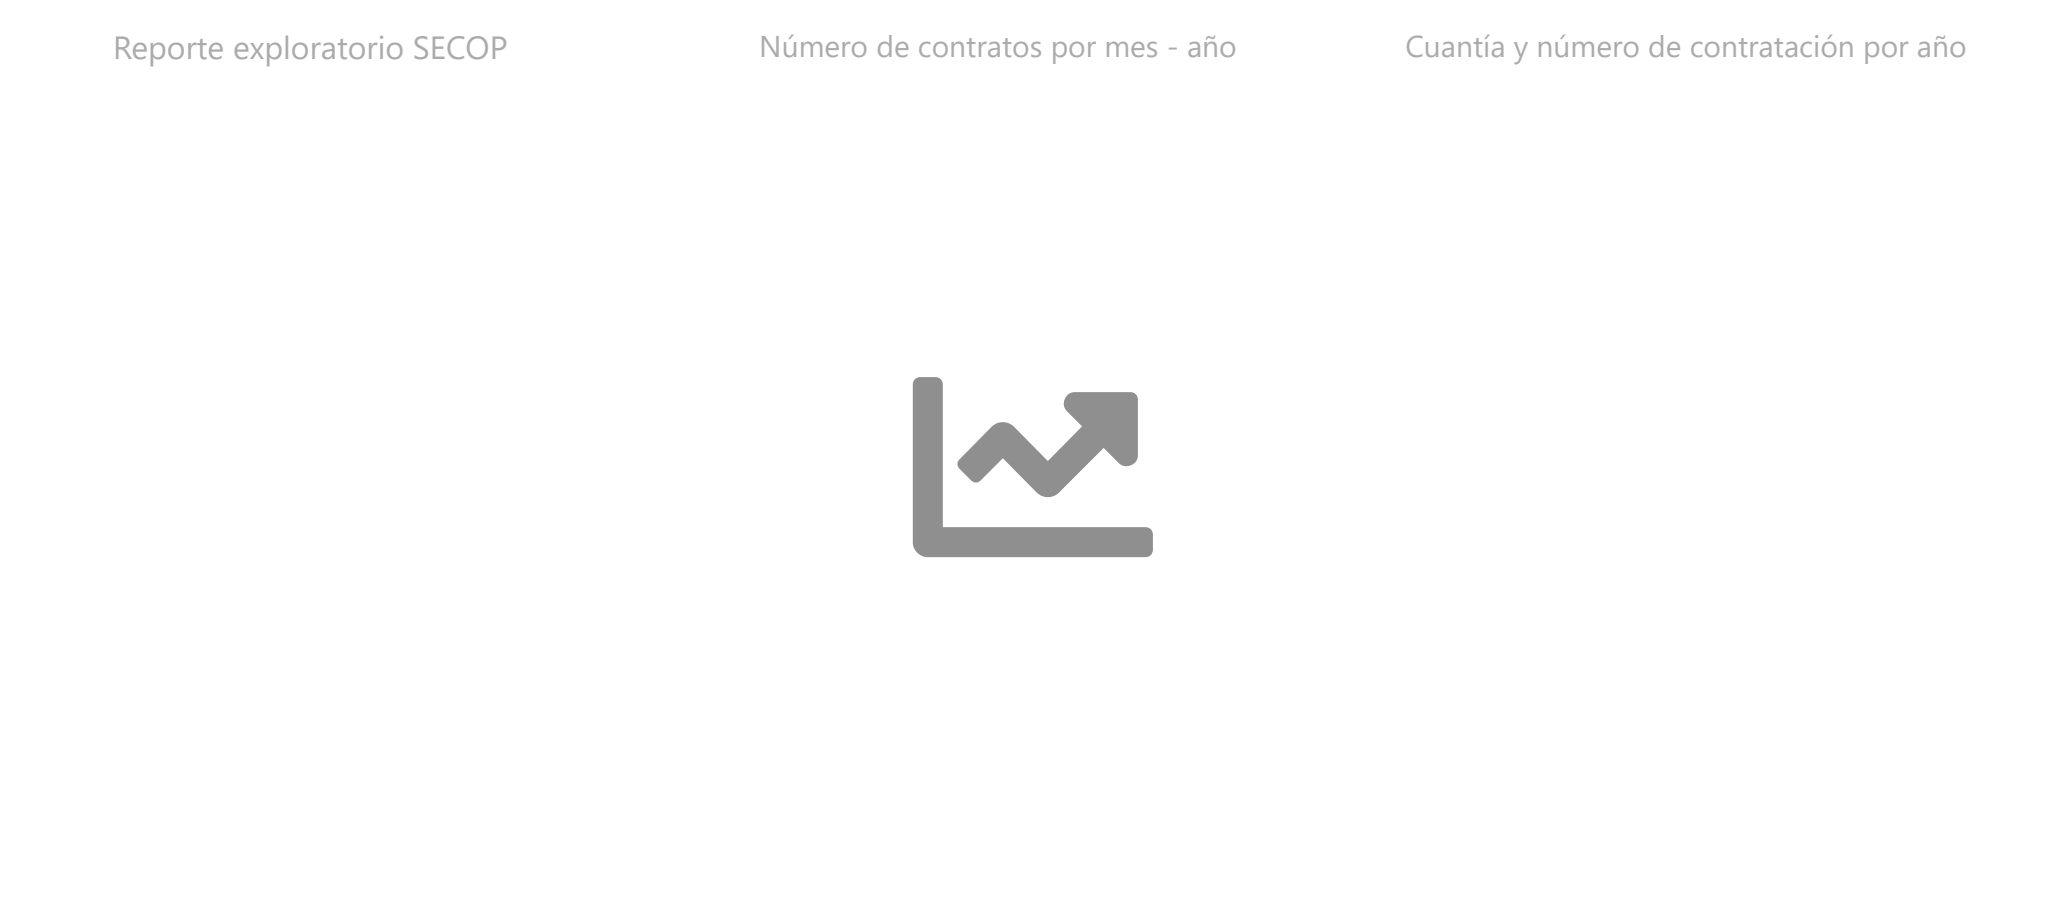 Reporte exploratorio SECOP
Número de contratos por mes - año
Cuantía y número de contratación por año